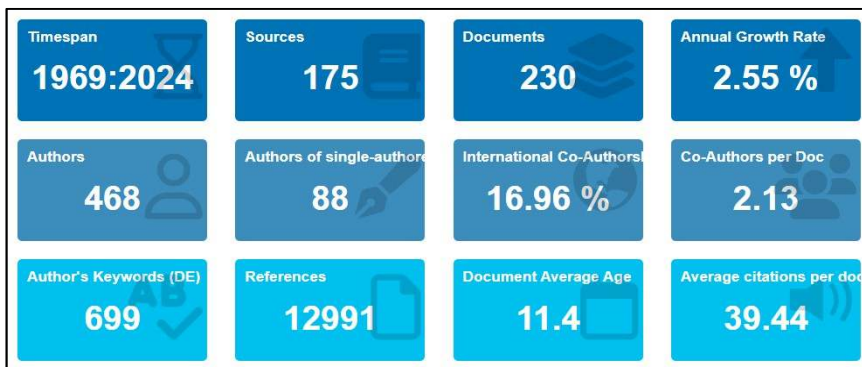 Timespan
1969:2024
Sources
175
Documents
230
Annual Growth Rate
2.55 %
Authors
468
Authors of single-authore
88
International Co-Authorsl
16.96 %
Co-Authors per Doc
2.13
Author's Keywords (DE)
699
References
12991
Document Average Age
11.4
Average citations per doc
39.44